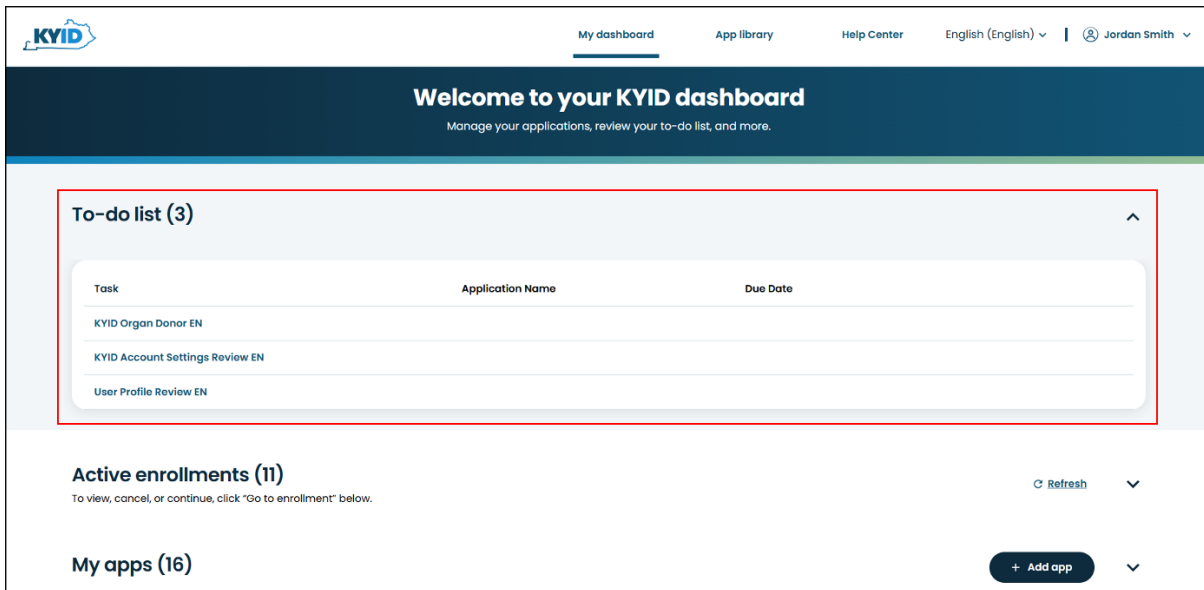 KYID
My dashboard
App library
Help Center
English (English)
Jordan Smith
Welcome to your KYID dashboard
Manage your applications, review your to-do list, and more.
To-do list (3)
Task Application Name Due Date
KYID Organ Donor EN
KYID Account Settings Review EN
User Profile Review EN
Active enrollments (11)
To view, cancel, or continue, click "Go to enrollment" below.
Refresh
My apps (16)
+ Add app